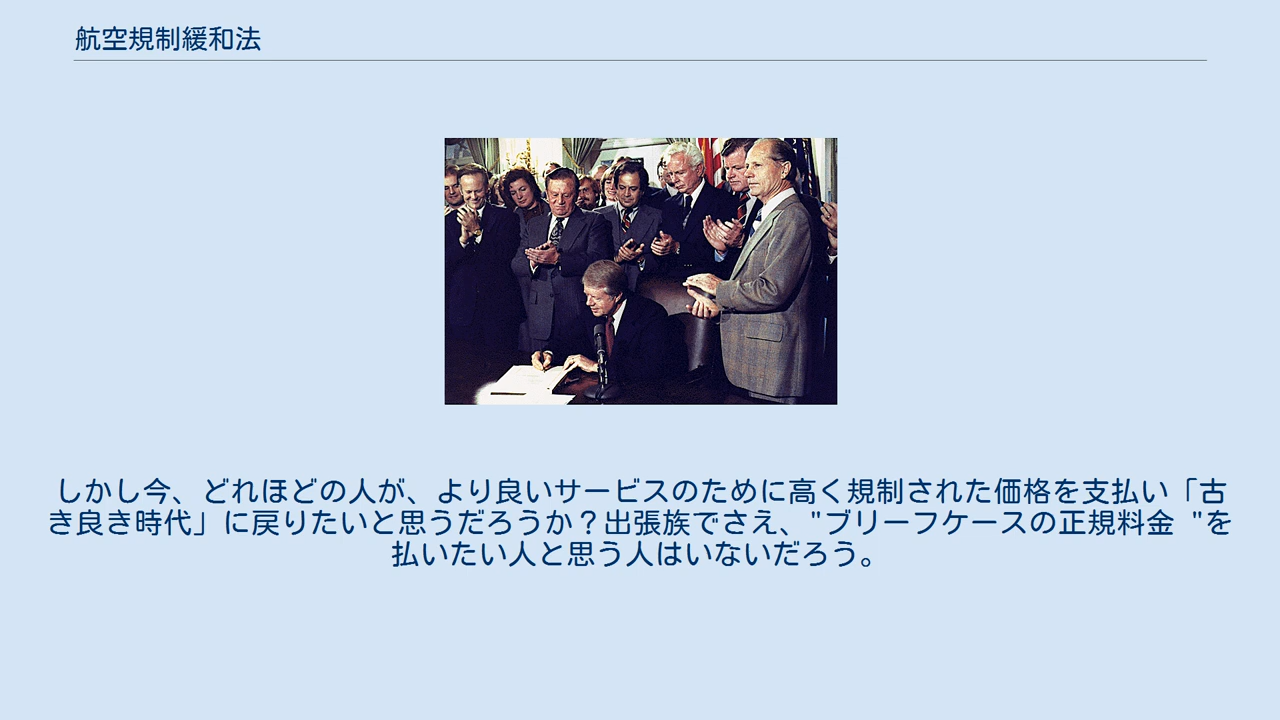 航空規制緩和法
しかし今、どれほどの人が、より良いサービスのために高く規制された価格を支払い「古
き良き時代」に戻りたいと思うだろうか？出張族でさえ、"ブリーフケースの正規料金 "を
払いたい人と思う人はいないだろう。